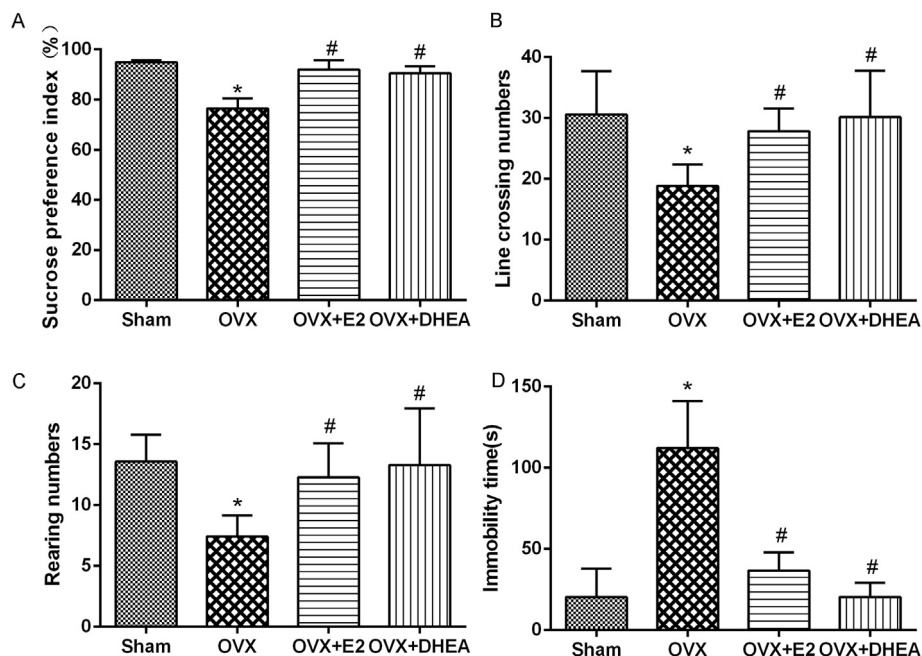 A
Sucrose preference index (%)
100
80
60
40
20
0
*
#
#
Sham OVX OVX+E2 OVX+DHEA
B
Line crossing numbers
40
30
20
10
0
*
#
#
Sham OVX OVX+E2 OVX+DHEA
C
Rearing numbers
20
15
10
5
0
*
#
#
Sham OVX OVX+E2 OVX+DHEA
D
Immobility time(s)
150
100
50
0
*
#
#
Sham OVX OVX+E2 OVX+DHEA